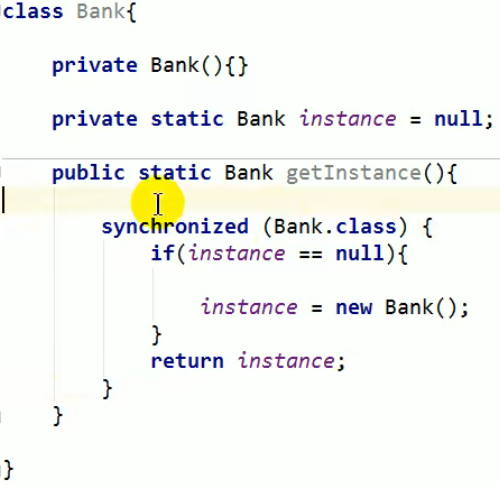 class Bank{
private Bank(){}
private static Bank instance = null;
public static Bank getInstance(){
synchronized (Bank.class) {
if(instance == null){
instance = new Bank();
}
return instance;
}
}
}